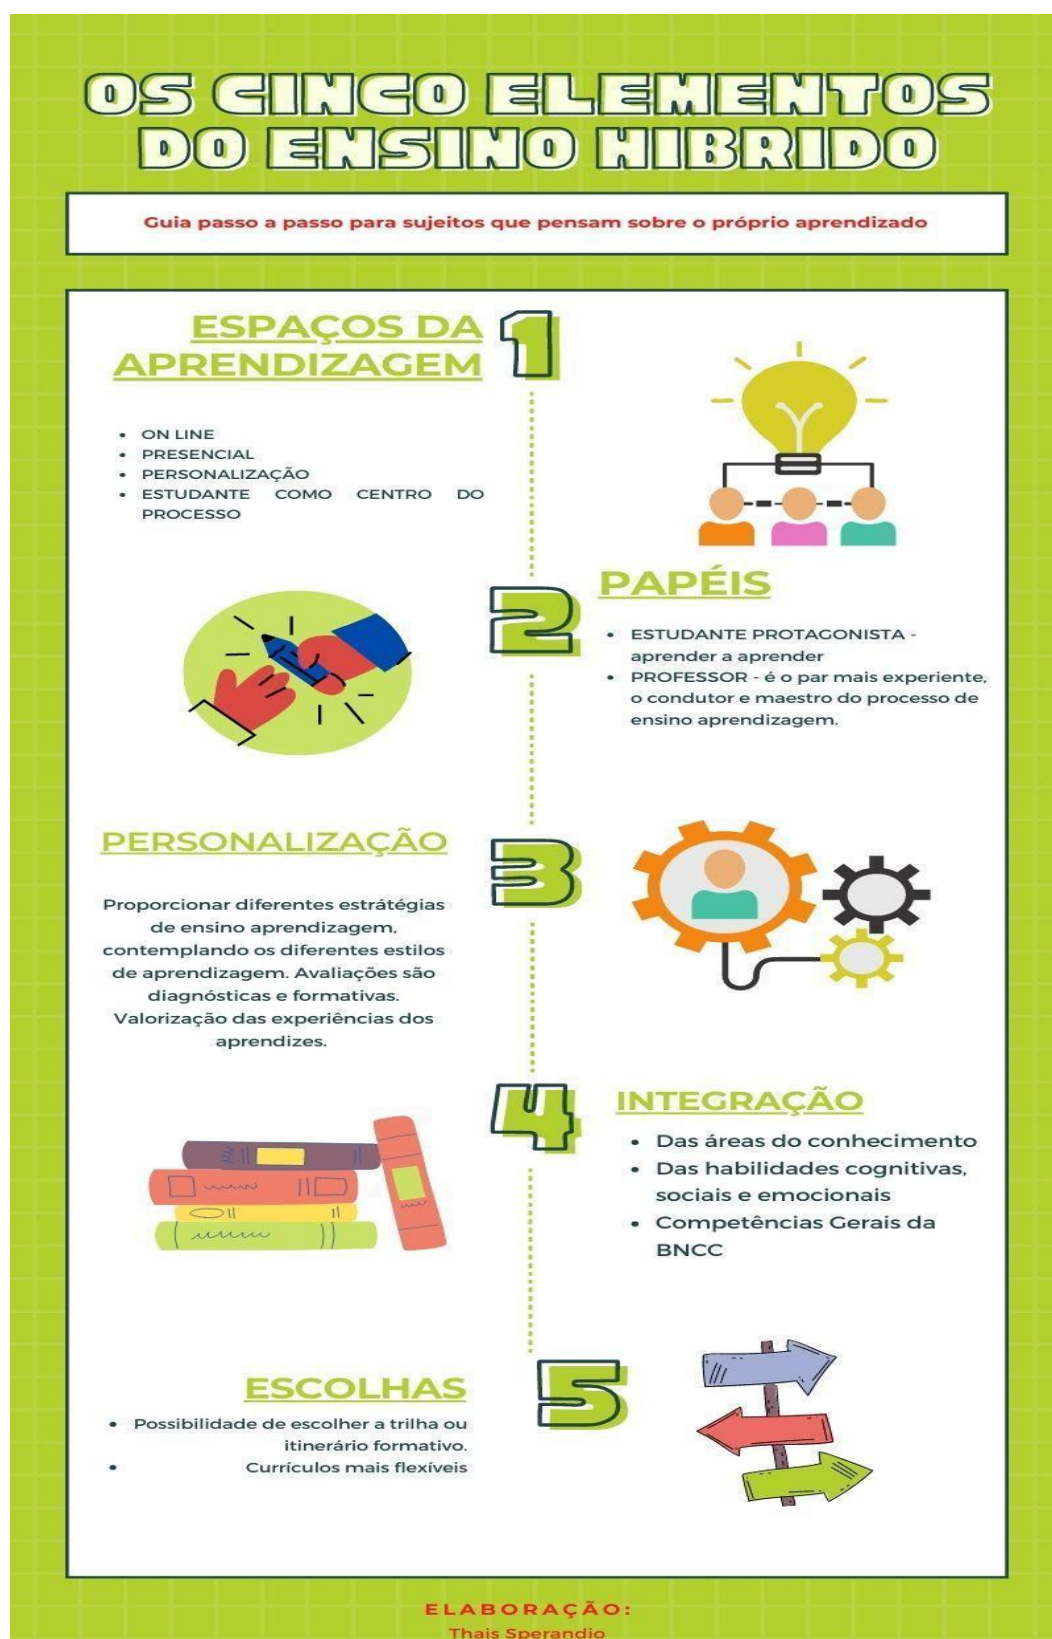 OS CINCO ELEMENTOS
DO ENSINO HIBRIDO
Guia passo a passo para sujeitos que pensam sobre o próprio aprendizado
ESPAÇOS DA
APRENDIZAGEM
1
• ON LINE
• PRESENCIAL
• PERSONALIZAÇÃO
• ESTUDANTE COMO CENTRO DO
PROCESSO
2
PAPÉIS
• ESTUDANTE PROTAGONISTA -
aprender a aprender
• PROFESSOR - é o par mais experiente,
o condutor e maestro do processo de
ensino aprendizagem.
PERSONALIZAÇÃO
3
Proporcionar diferentes estrátégias
de ensino aprendizagem,
contemplando os diferentes estilos
de aprendizagem. Avaliações são
diagnósticas e formativas.
Valorização das experiências dos
aprendizes.
4
INTEGRAÇÃO
• Das áreas do conhecimento
• Das habilidades cognitivas,
sociais e emocionais
• Competências Gerais da
BNCC
ESCOLHAS
5
• Possibilidade de escolher a trilha ou
itinerário formativo.
• Currículos mais flexíveis
ELABORAÇÃO:
Thais Sperandio